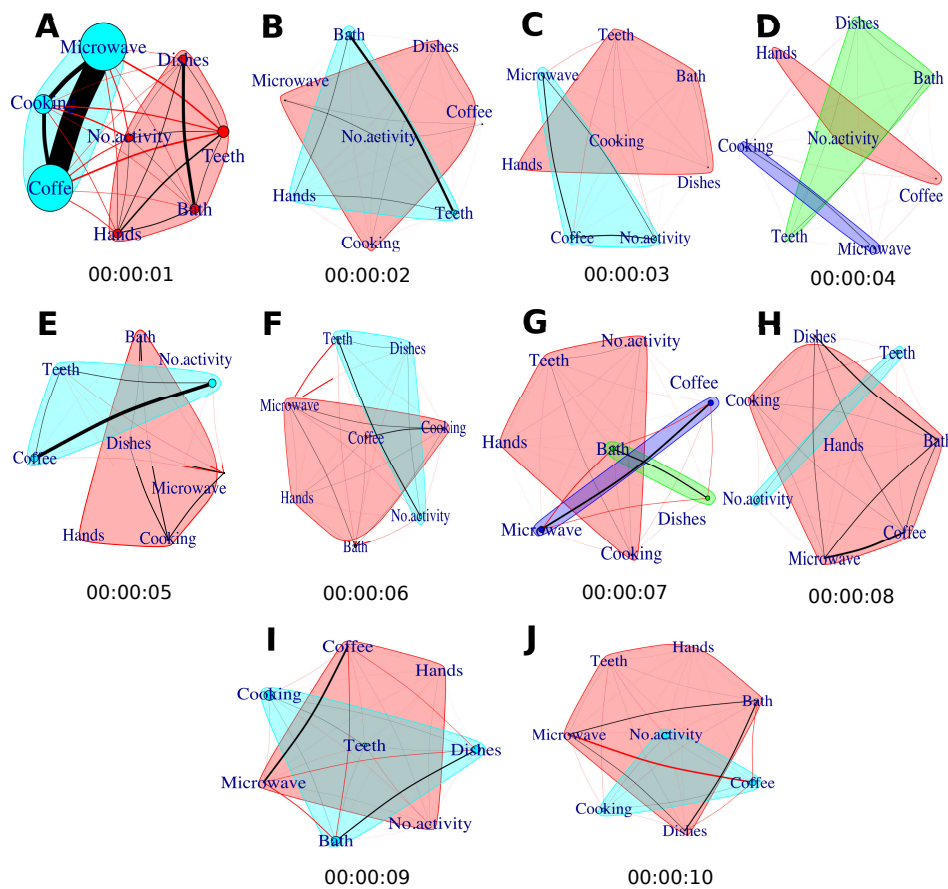 A
Microwave
Dishes
Cooking
No.activity
Teeth
Coffe
Bath
Hands
00:00:01
B
Bath
Dishes
Microwave
Coffee
No.activity
Hands
Teeth
Cooking
00:00:02
C
Teeth
Microwave
Bath
Cooking
Hands
Dishes
Coffee
No.activity
00:00:03
D
Dishes
Hands
Bath
No.activity
Cooking
Coffee
Teeth
Microwave
00:00:04
E
Bath
No.activity
Teeth
Dishes
Coffee
Microwave
Hands
Cooking
00:00:05
F
Teeth
Dishes
Microwave
Cooking
Coffee
Hands
No.activity
Bath
00:00:06
G
No.activity
Teeth
Coffee
Hands
Bath
Dishes
Microwave
Cooking
00:00:07
H
Dishes
Teeth
Cooking
Bath
Hands
No.activity
Coffee
Microwave
00:00:08
I
Coffee
Hands
Cooking
Teeth
Dishes
Microwave
No.activity
Bath
00:00:09
J
Hands
Teeth
Bath
Microwave
No.activity
Coffee
Cooking
Dishes
00:00:10